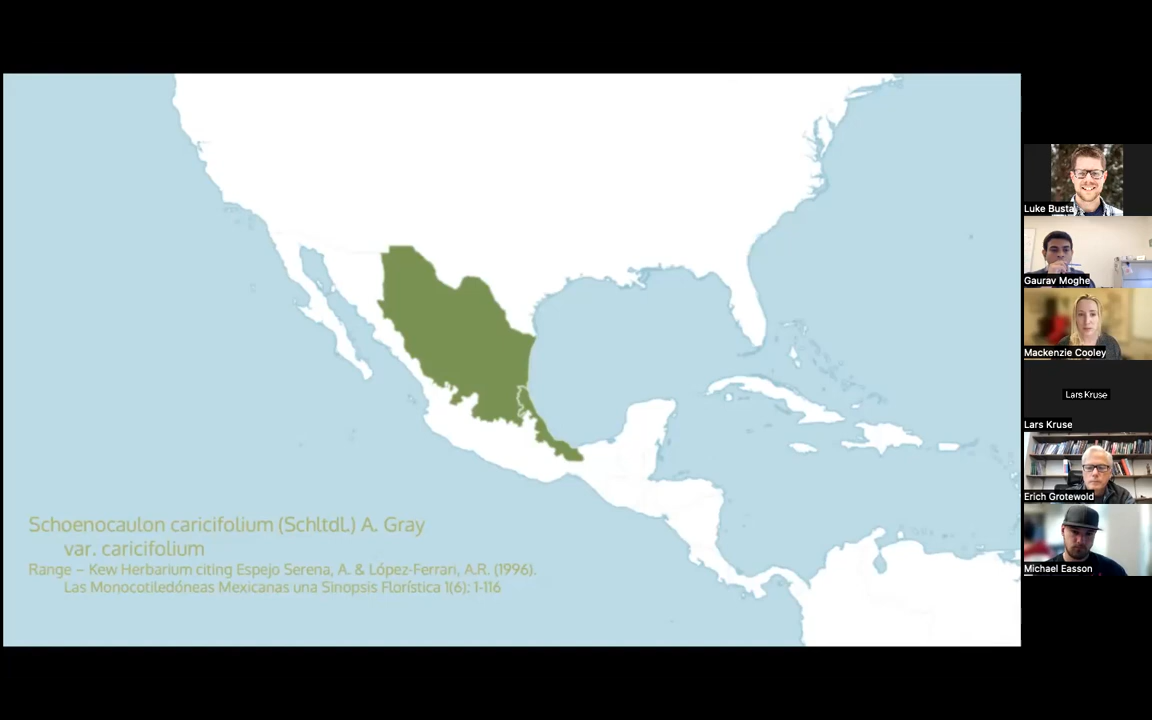 Schoenocaulon caricifolium (Schltdl.) A. Gray
var. caricifolium
Range – Kew Herbarium citing Espejo Serena, A. & López-Ferrari, A.R. (1996).
Las Monocotiledóneas Mexicanas una Sinopsis Florística 1(6): 1-116
Luke Busta
Gaurav Moghe
Mackenzie Cooley
Lars Kruse
Lars Kruse
Erich Grotewold
Michael Easson